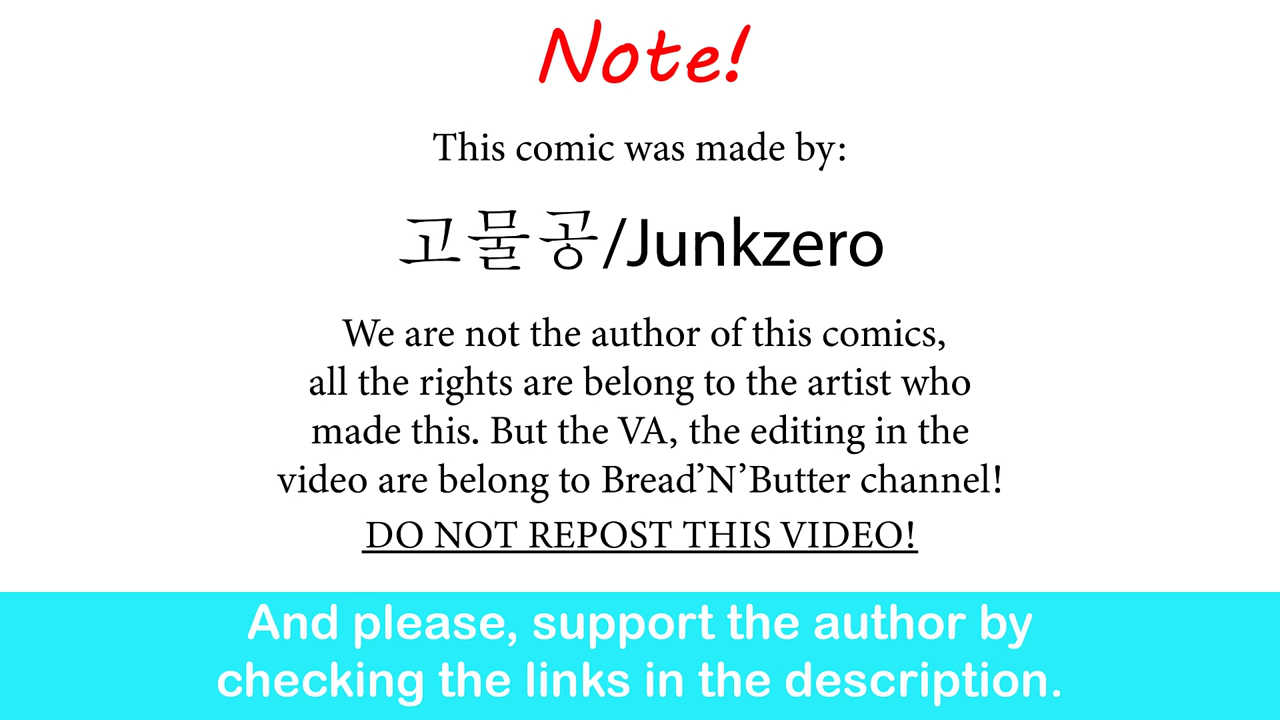 Note!
This comic was made by:
고물공/Junkzero
We are not the author of this comics,
all the rights are belong to the artist who
made this. But the VA, the editing in the
video are belong to Bread’N’Butter channel!
DO NOT REPOST THIS VIDEO!
And please, support the author by
checking the links in the description.